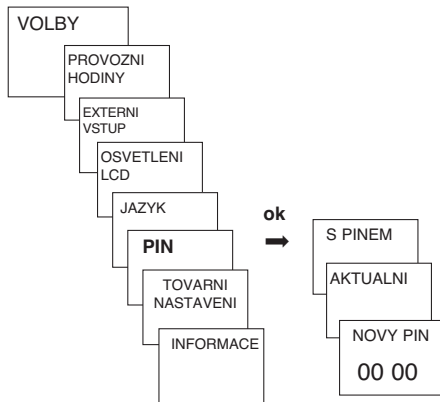 VOLBY
PROVOZNI
HODINY
EXTERNI
VSTUP
OSVETLENI
LCD
JAZYK
PIN
TOVARNI
NASTAVENI
INFORMACE
ok
S PINEM
AKTUALNI
NOVY PIN
00 00